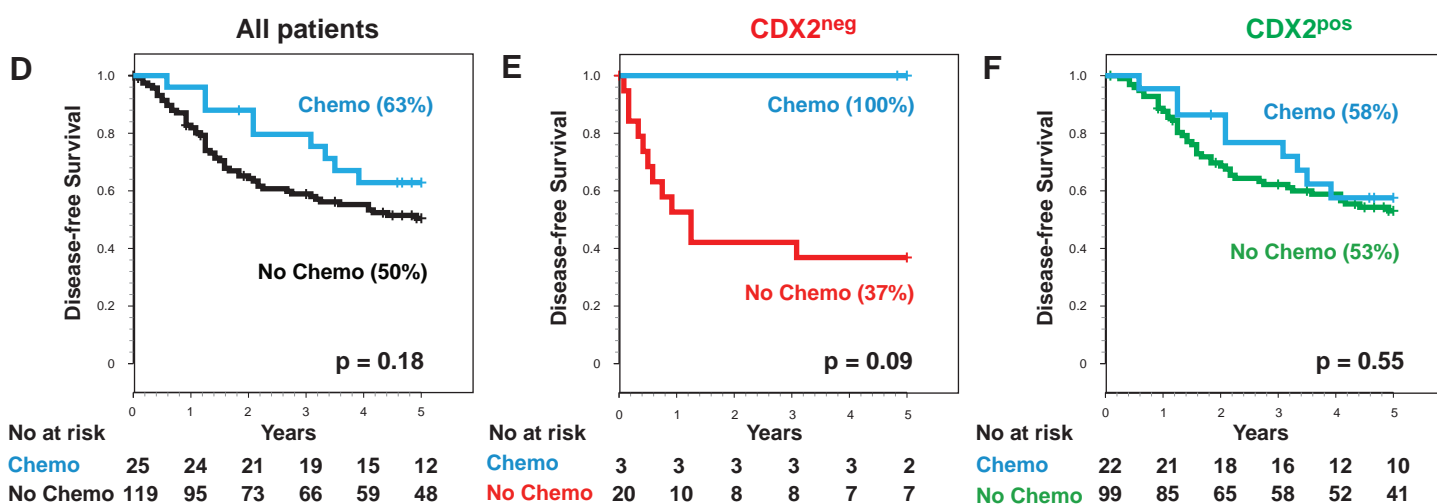 All patients
D
1.0
0.8
0.6
0.4
0.2
0
Disease-free Survival
Chemo (63%)
No Chemo (50%)
p = 0.18
0 1 2 3 4 5
Years
No at risk
Chemo 25 24 21 19 15 12
No Chemo 119 95 73 66 59 48
CDX2neg
E
1.0
0.8
0.6
0.4
0.2
0
Disease-free Survival
Chemo (100%)
No Chemo (37%)
p = 0.09
0 1 2 3 4 5
Years
No at risk
Chemo 3 3 3 3 3 2
No Chemo 20 10 8 8 7 7
CDX2pos
F
1.0
0.8
0.6
0.4
0.2
0
Disease-free Survival
Chemo (58%)
No Chemo (53%)
p = 0.55
0 1 2 3 4 5
Years
No at risk
Chemo 22 21 18 16 12 10
No Chemo 99 85 65 58 52 41